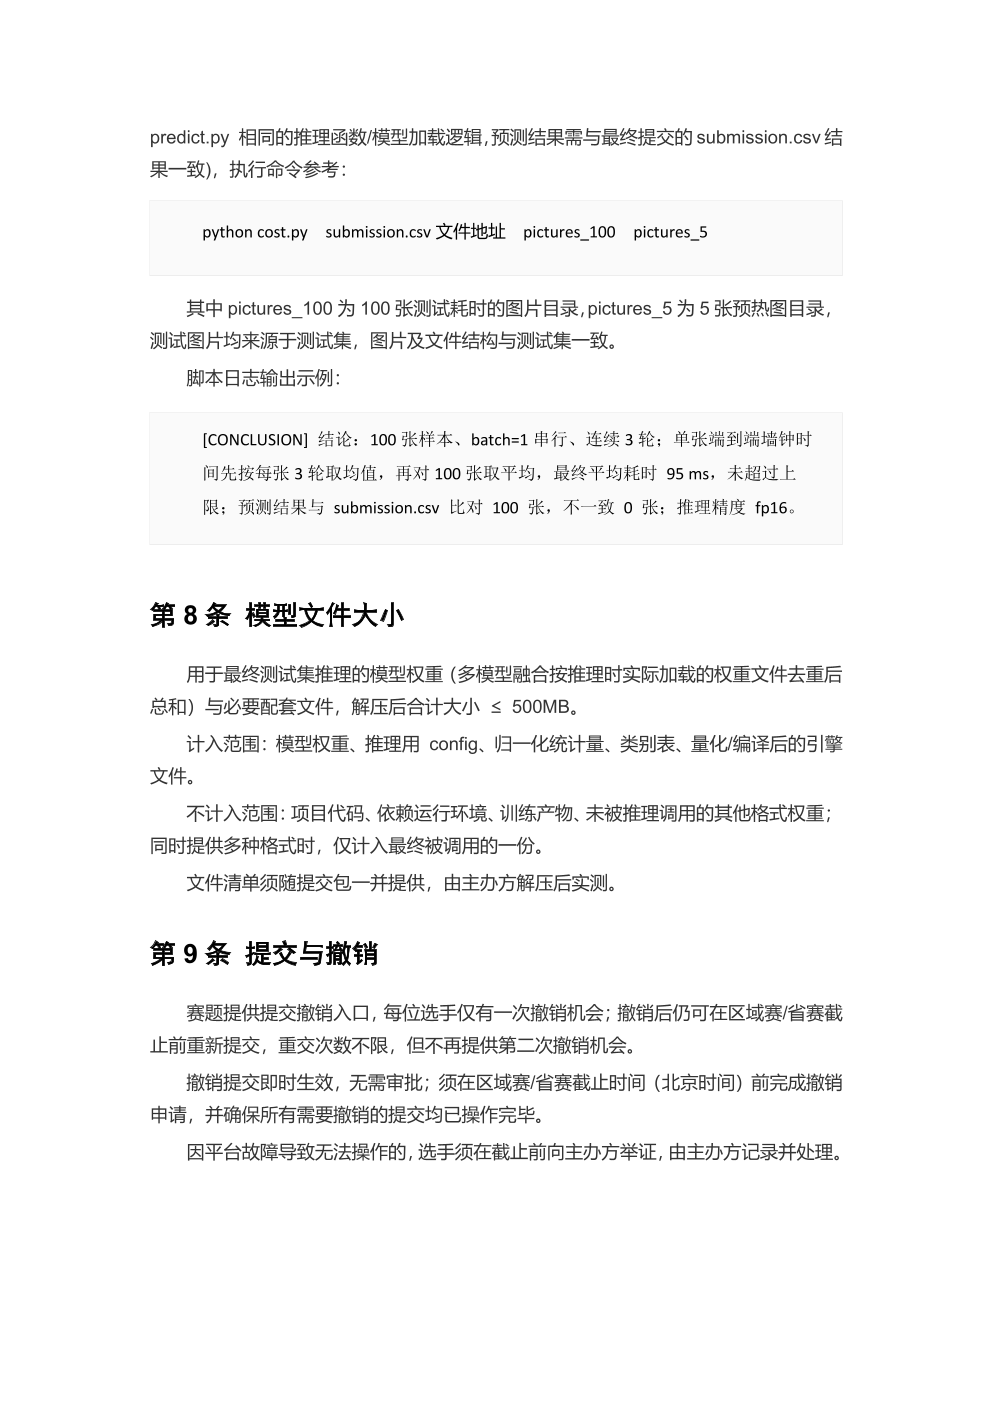 predict.py 相同的推理函数/模型加载逻辑，预测结果需与最终提交的 submission.csv 结
果一致)，执行命令参考：
python cost.py submission.csv 文件地址 pictures_100 pictures_5
其中 pictures_100 为 100 张测试耗时的图片目录，pictures_5 为 5 张预热图目录，
测试图片均来源于测试集，图片及文件结构与测试集一致。
脚本日志输出示例：
[CONCLUSION] 结论：100 张样本、batch=1 串行、连续 3 轮；单张端到端墙钟时
间先按每张 3 轮取均值，再对 100 张取平均，最终平均耗时 95 ms，未超过上
限；预测结果与 submission.csv 比对 100 张，不一致 0 张；推理精度 fp16。
第 8 条 模型文件大小
用于最终测试集推理的模型权重（多模型融合按推理时实际加载的权重文件去重后
总和）与必要配套文件，解压后合计大小 ≤ 500MB。
计入范围：模型权重、推理用 config、归一化统计量、类别表、量化/编译后的引擎
文件。
不计入范围：项目代码、依赖运行环境、训练产物、未被推理调用的其他格式权重；
同时提供多种格式时，仅计入最终被调用的一份。
文件清单须随提交包一并提供，由主办方解压后实测。
第 9 条 提交与撤销
赛题提供提交撤销入口，每位选手仅有一次撤销机会；撤销后仍可在区域赛/省赛截
止前重新提交，重交次数不限，但不再提供第二次撤销机会。
撤销提交即时生效，无需审批；须在区域赛/省赛截止时间（北京时间）前完成撤销
申请，并确保所有需要撤销的提交均已操作完毕。
因平台故障导致无法操作的，选手须在截止前向主办方举证，由主办方记录并处理。